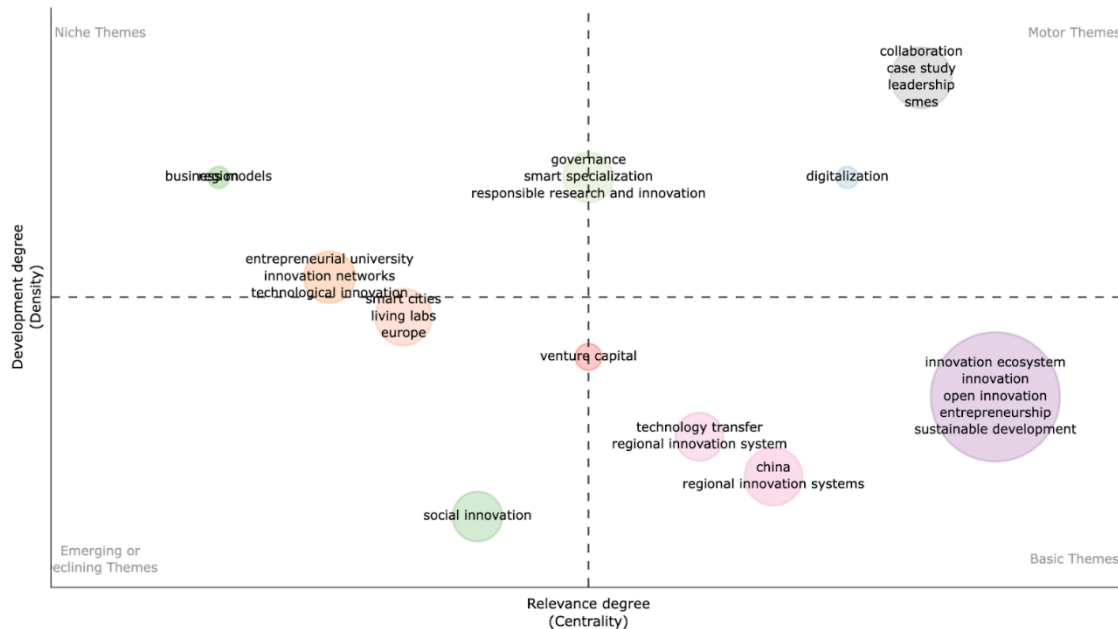 Niche Themes
Motor Themes
collaboration
case study
leadership
smes
business models
region
governance
smart specialization
responsible research and innovation
digitalization
entrepreneurial university
innovation networks
technological innovation
smart cities
living labs
europe
venture capital
innovation ecosystem
innovation
open innovation
entrepreneurship
sustainable development
technology transfer
regional innovation system
china
regional innovation systems
social innovation
Emerging or
eclining Themes
Basic Themes
Development degree
(Density)
Relevance degree
(Centrality)